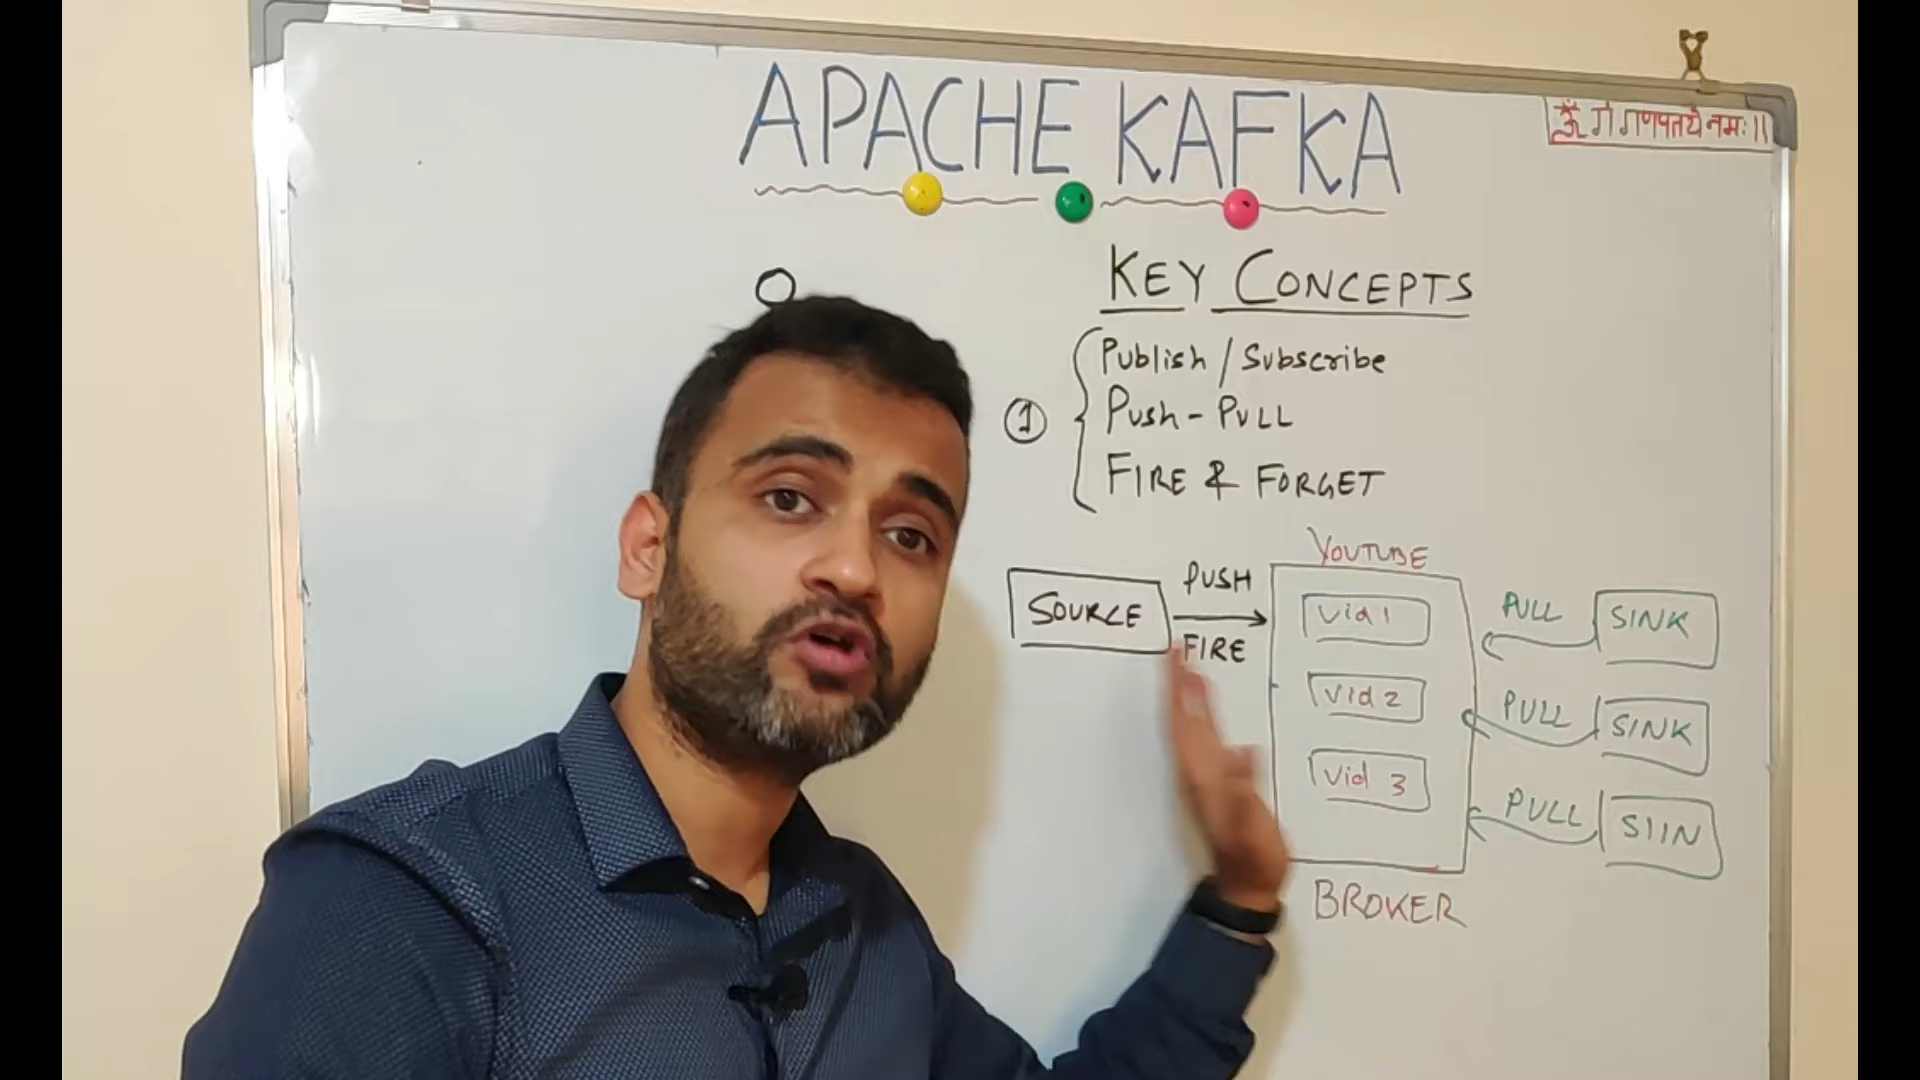 APACHE KAFKA
ॐ गं गणपतये नमः ||
KEY CONCEPTS
1
Publish / Subscribe
Push - PULL
FIRE & FORGET
SOURCE
PUSH
FIRE
YOUTUBE
Vid 1
Vid 2
Vid 3
BROKER
PULL
SINK
PULL
SINK
PULL
SIIN